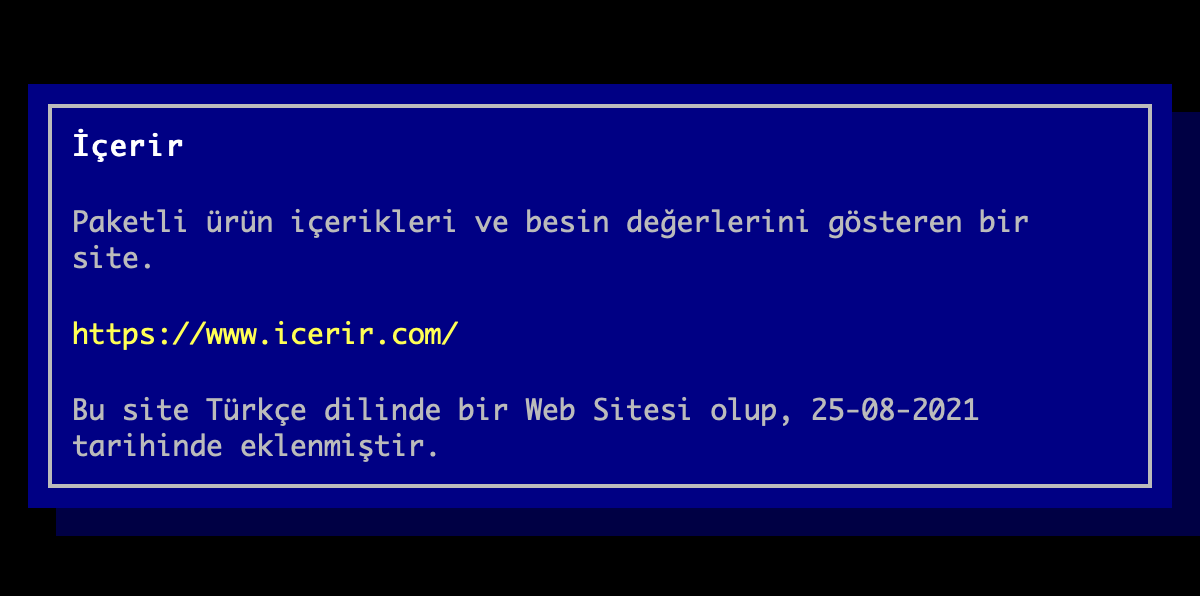 İçerir
Paketli ürün içerikleri ve besin değerlerini gösteren bir
site.
https://www.icerir.com/
Bu site Türkçe dilinde bir Web Sitesi olup, 25-08-2021
tarihinde eklenmiştir.